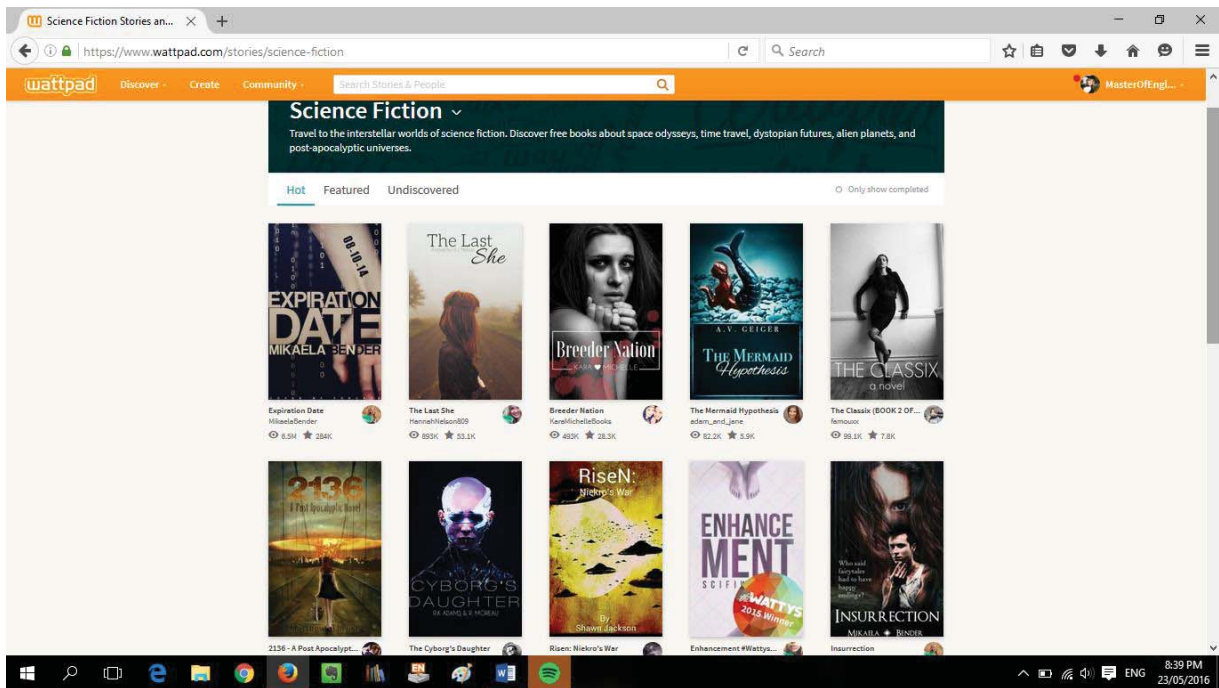 Science Fiction Stories an...
https://www.wattpad.com/stories/science-fiction
Search
wattpad Discover Create Community Search Stories & People MasterOfEngl...
Science Fiction
Travel to the interstellar worlds of science fiction. Discover free books about space odysseys, time travel, dystopian futures, alien planets, and
post-apocalyptic universes.
Hot Featured Undiscovered Only show completed
08-10-14
EXPIRATION
DATE
MIKAELA BENDER
The Last
She
Breeder Nation
KARA MICHELLE
A.V. GEIGER
THE MERMAID
Hypothesis
THE CLASSIX
a novel
Expiration Date
MikaelaBender
6.5M 284K
The Last She
HannahNelson809
893K 53.1K
Breeder Nation
KaraMichelleBooks
493K 28.3K
The Mermaid Hypothesis
adam_and_jane
82.2K 5.9K
The Classix (BOOK 2 OF...
famouxx
99.1K 7.8K
2136
A Post Apocalyptic Novel
CYBORG'S
DAUGHTER
RiseN:
Niekro's War
By
Shawn Jackson
ENHANCE
MENT
SCIFI
#WATTYS
2015 Winner
Who said
fairytales
had to have
happy
endings?
INSURRECTION
MIKAELA BENDER
2136 - A Post Apocalypt...
The Cyborg's Daughter
Risen: Niekro's War
Enhancement #Wattys...
Insurrection
ENG
8:39 PM
23/05/2016